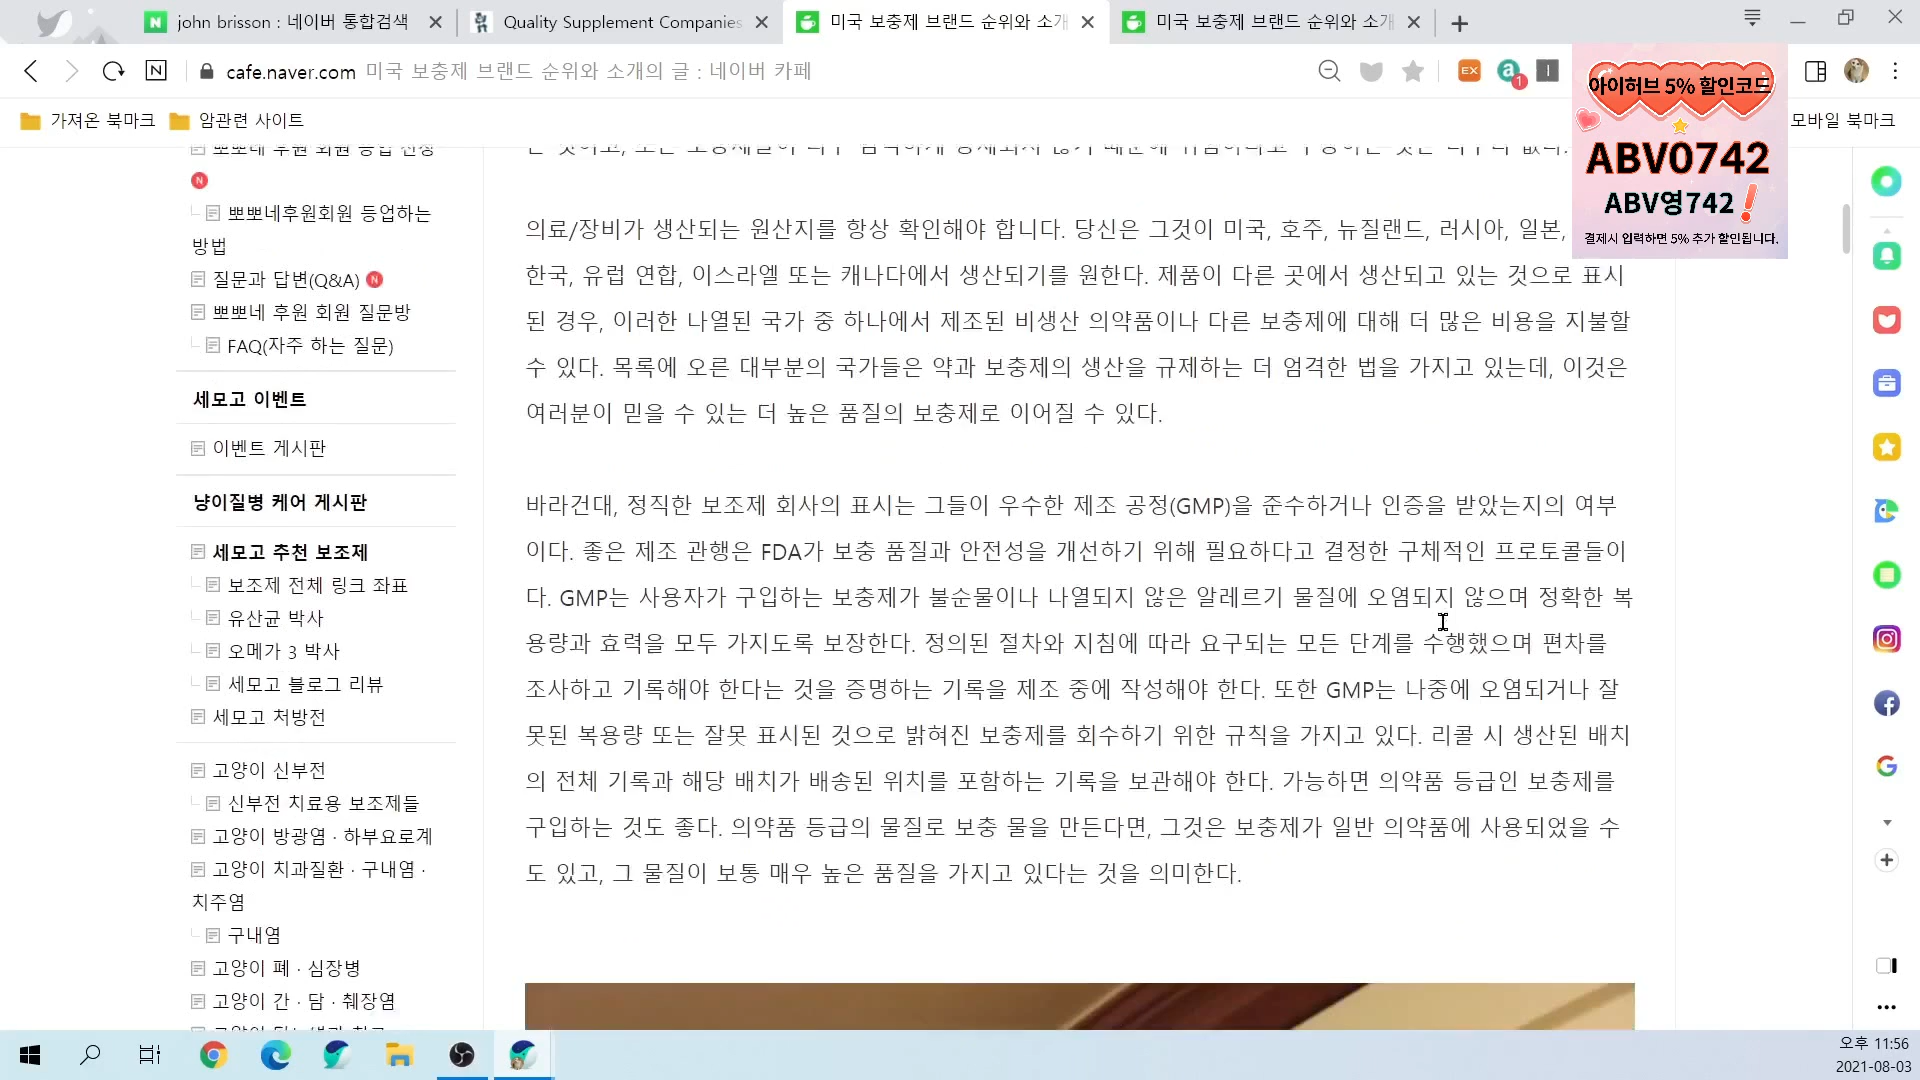 john brisson : 네이버 통합검색
Quality Supplement Companies
미국 보충제 브랜드 순위와 소개
미국 보충제 브랜드 순위와 소개
cafe.naver.com 미국 보충제 브랜드 순위와 소개의 글 : 네이버 카페
가져온 북마크
암관련 사이트
모바일 북마크
아이허브 5% 할인코드
ABV0742
ABV영742❗
결제시 입력하면 5% 추가 할인됩니다.
뽀뽀네 후원 회원 등업 신청
뽀뽀네후원회원 등업하는
방법
질문과 답변(Q&A)
뽀뽀네 후원 회원 질문방
FAQ(자주 하는 질문)
세모고 이벤트
이벤트 게시판
냥이질병 케어 게시판
세모고 추천 보조제
보조제 전체 링크 좌표
유산균 박사
오메가 3 박사
세모고 블로그 리뷰
세모고 처방전
고양이 신부전
신부전 치료용 보조제들
고양이 방광염 · 하부요로계
고양이 치과질환 · 구내염 ·
치주염
구내염
고양이 폐 · 심장병
고양이 간 · 담 · 췌장염
의료/장비가 생산되는 원산지를 항상 확인해야 합니다. 당신은 그것이 미국, 호주, 뉴질랜드, 러시아, 일본,
한국, 유럽 연합, 이스라엘 또는 캐나다에서 생산되기를 원한다. 제품이 다른 곳에서 생산되고 있는 것으로 표시
된 경우, 이러한 나열된 국가 중 하나에서 제조된 비생산 의약품이나 다른 보충제에 대해 더 많은 비용을 지불할
수 있다. 목록에 오른 대부분의 국가들은 약과 보충제의 생산을 규제하는 더 엄격한 법을 가지고 있는데, 이것은
여러분이 믿을 수 있는 더 높은 품질의 보충제로 이어질 수 있다.
바라건대, 정직한 보조제 회사의 표시는 그들이 우수한 제조 공정(GMP)을 준수하거나 인증을 받았는지의 여부
이다. 좋은 제조 관행은 FDA가 보충 품질과 안전성을 개선하기 위해 필요하다고 결정한 구체적인 프로토콜들이
다. GMP는 사용자가 구입하는 보충제가 불순물이나 나열되지 않은 알레르기 물질에 오염되지 않으며 정확한 복
용량과 효력을 모두 가지도록 보장한다. 정의된 절차와 지침에 따라 요구되는 모든 단계를 수행했으며 편차를
조사하고 기록해야 한다는 것을 증명하는 기록을 제조 중에 작성해야 한다. 또한 GMP는 나중에 오염되거나 잘
못된 복용량 또는 잘못 표시된 것으로 밝혀진 보충제를 회수하기 위한 규칙을 가지고 있다. 리콜 시 생산된 배치
의 전체 기록과 해당 배치가 배송된 위치를 포함하는 기록을 보관해야 한다. 가능하면 의약품 등급인 보충제를
구입하는 것도 좋다. 의약품 등급의 물질로 보충 물을 만든다면, 그것은 보충제가 일반 의약품에 사용되었을 수
도 있고, 그 물질이 보통 매우 높은 품질을 가지고 있다는 것을 의미한다.
오후 11:56
2021-08-03